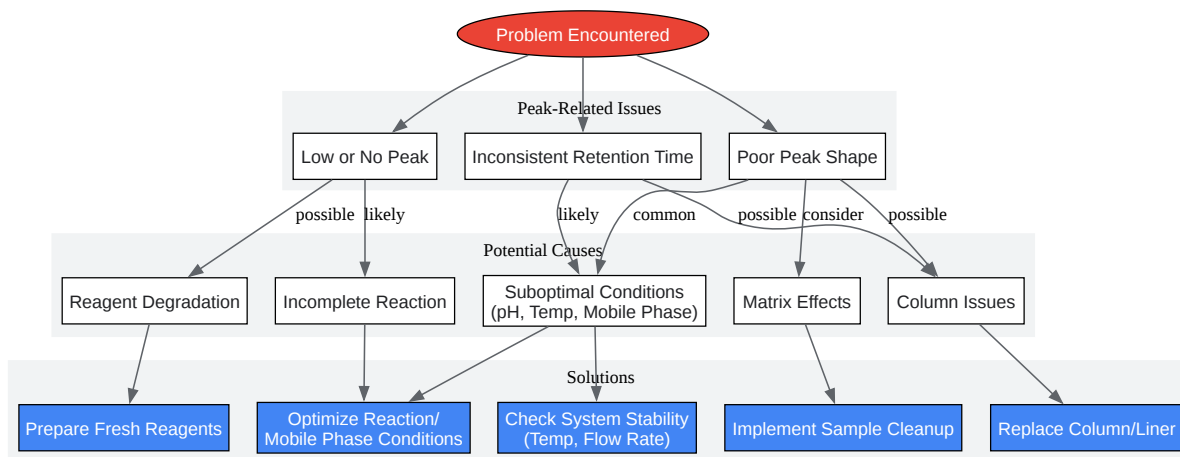 Problem Encountered
Peak-Related Issues
Low or No Peak
Inconsistent Retention Time
Poor Peak Shape
possible
likely
likely
common
possible
consider
possible
Potential Causes
Reagent Degradation
Incomplete Reaction
Suboptimal Conditions
(pH, Temp, Mobile Phase)
Matrix Effects
Column Issues
Solutions
Prepare Fresh Reagents
Optimize Reaction/
Mobile Phase Conditions
Check System Stability
(Temp, Flow Rate)
Implement Sample Cleanup
Replace Column/Liner